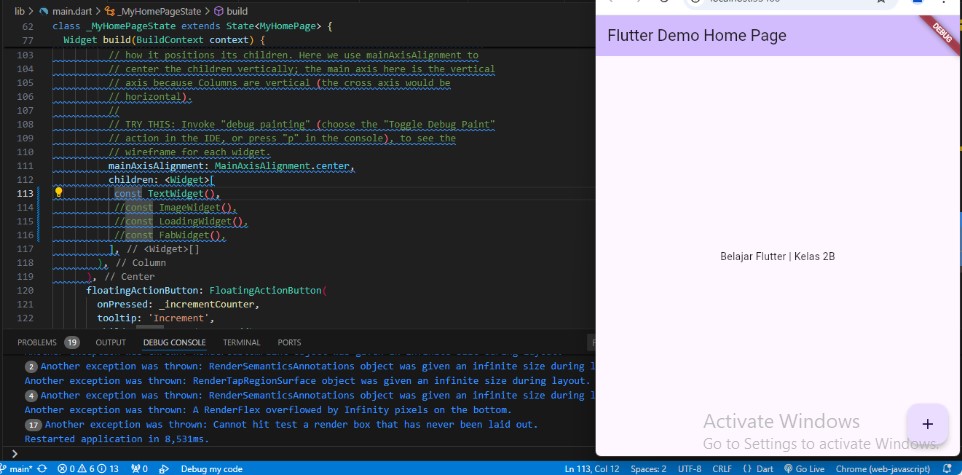 lib > main.dart > _MyHomePageState > build
62 class _MyHomePageState extends State<MyHomePage> {
77 Widget build(BuildContext context) {
103 // how it positions its children. Here we use mainAxisAlignment to
104 // center the children vertically; the main axis here is the vertical
105 // axis because Columns are vertical (the cross axis would be
106 // horizontal).
107 //
108 // TRY THIS: Invoke "debug painting" (choose the "Toggle Debug Paint"
109 // action in the IDE, or press "p" in the console), to see the
110 // wireframe for each widget.
111 mainAxisAlignment: MainAxisAlignment.center,
112 children: <Widget>[
113 const TextWidget(),
114 //const ImageWidget(),
115 //const LoadingWidget(),
116 //const FabWidget(),
117 ], // <Widget>[]
118 ), // Column
119 ), // Center
120 floatingActionButton: FloatingActionButton(
121 onPressed: _incrementCounter,
122 tooltip: 'Increment',
PROBLEMS 19 OUTPUT DEBUG CONSOLE TERMINAL PORTS
2 Another exception was thrown: RenderSemanticsAnnotations object was given an infinite size during l
Another exception was thrown: RenderTapRegionSurface object was given an infinite size during layout.
4 Another exception was thrown: RenderSemanticsAnnotations object was given an infinite size during l
Another exception was thrown: A RenderFlex overflowed by Infinity pixels on the bottom.
17 Another exception was thrown: Cannot hit test a render box that has never been laid out.
Restarted application in 8,531ms.
>
main* 0 6 13 0 Debug my code Ln 113, Col 12 Spaces: 2 UTF-8 CRLF {} Dart Go Live Chrome (web-javascript)
Flutter Demo Home Page
DEBUG
Belajar Flutter | Kelas 2B
+
Activate Windows
Go to Settings to activate Windows.